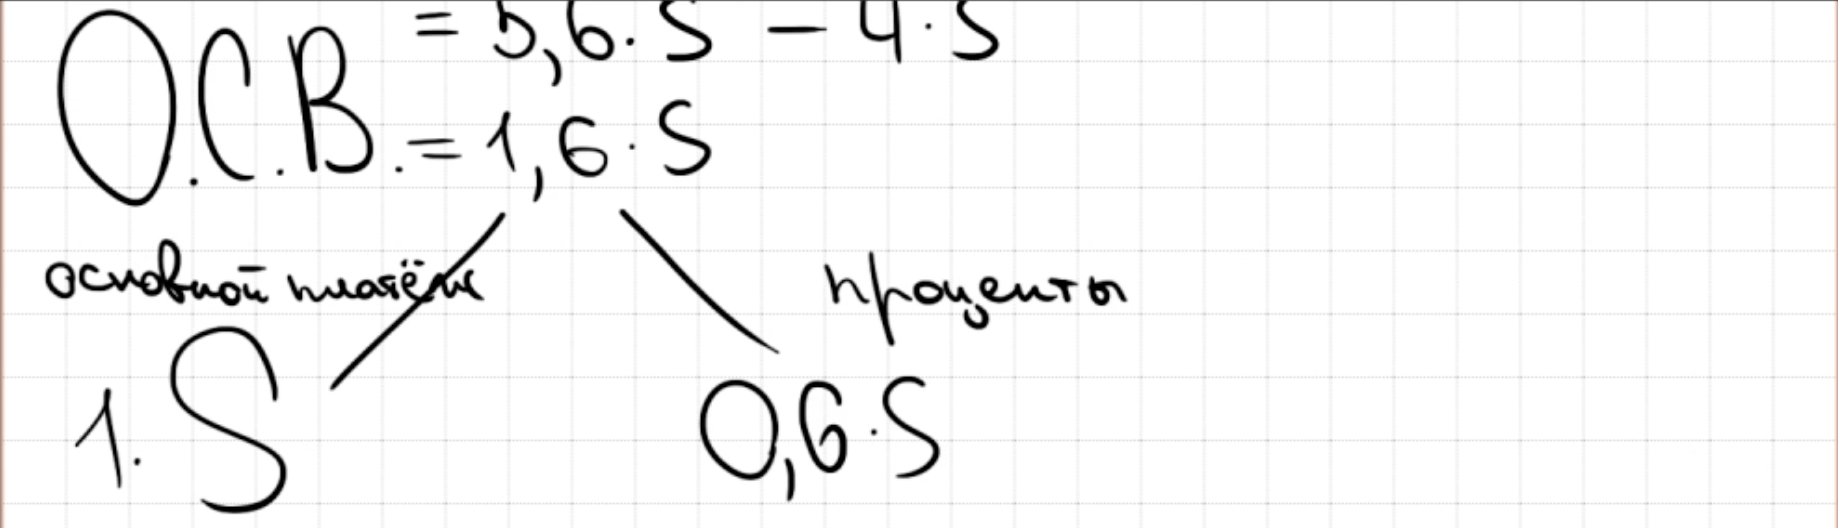 = 5,6·S − 4·S
О.С.В. = 1,6·S
основной платёж
проценты
1·S
0,6·S